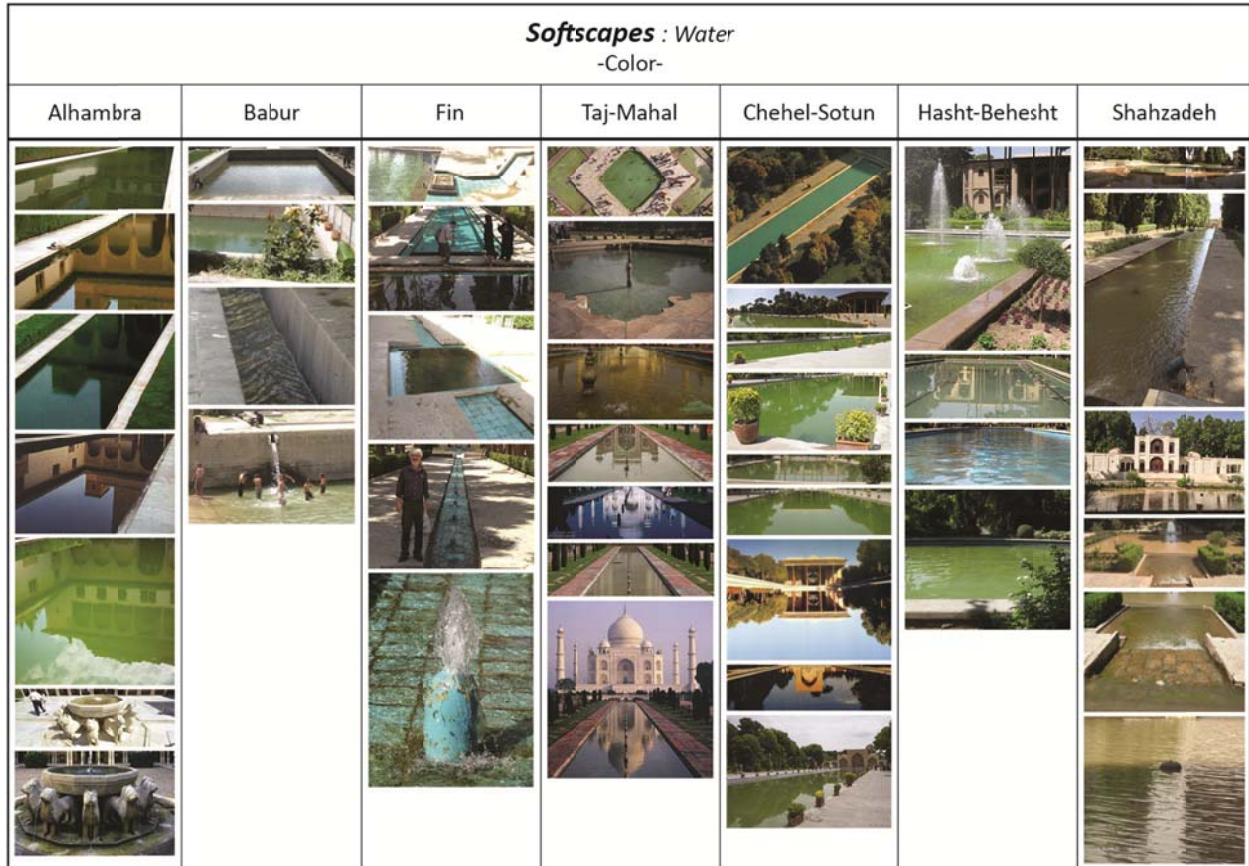 Softscapes : Water
-Color-
Alhambra
Babur
Fin
Taj-Mahal
Chehel-Sotun
Hasht-Behesht
Shahzadeh